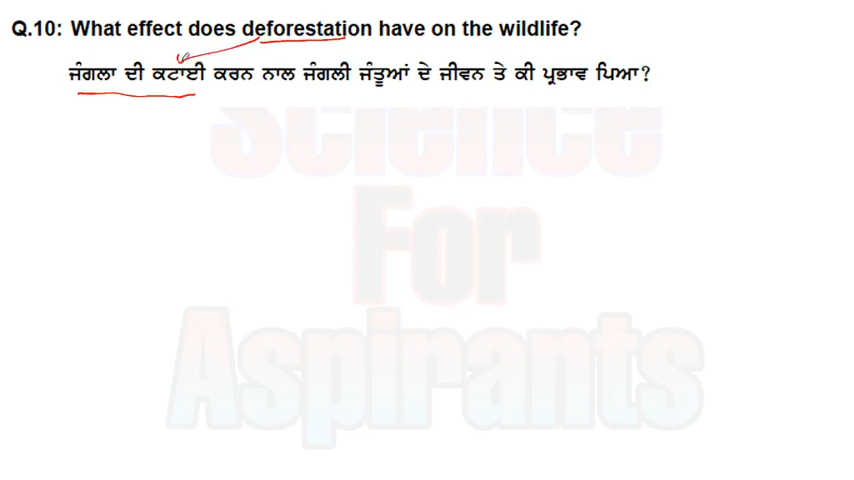 Q.10: What effect does deforestation have on the wildlife?
ਜੰਗਲਾ ਦੀ ਕਟਾਈ ਕਰਨ ਨਾਲ ਜੰਗਲੀ ਜੰਤੂਆਂ ਦੇ ਜੀਵਨ ਤੇ ਕੀ ਪ੍ਰਭਾਵ ਪਿਆ?
Science
For
Aspirants